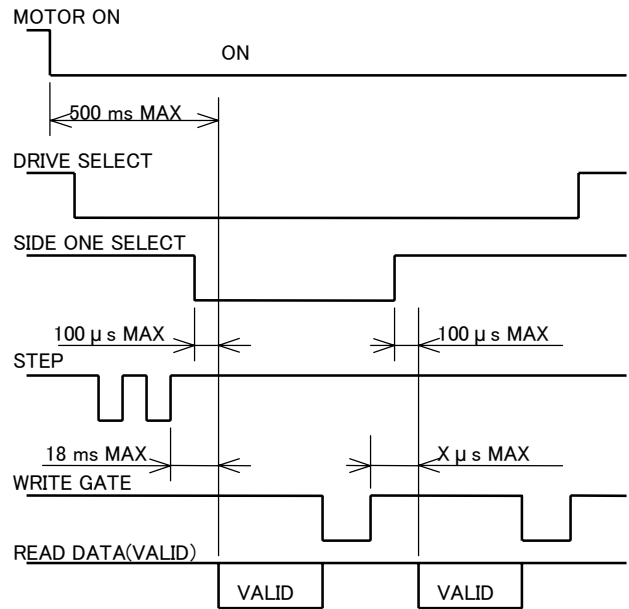 MOTOR ON
ON
500 ms MAX
DRIVE SELECT
SIDE ONE SELECT
100 μ s MAX 100 μ s MAX
STEP
18 ms MAX X μ s MAX
WRITE GATE
READ DATA(VALID)
VALID VALID